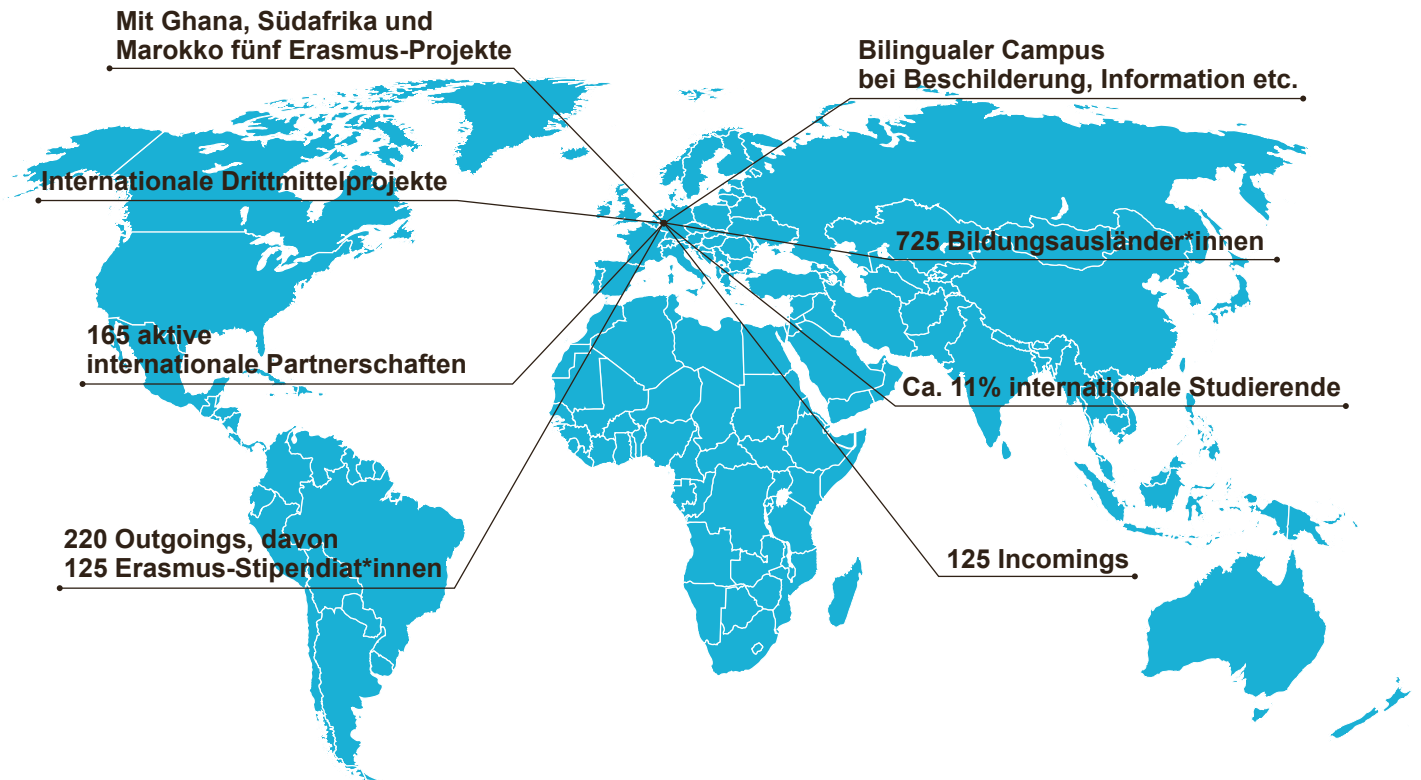 Mit Ghana, Südafrika und
Marokko fünf Erasmus-Projekte
Bilingualer Campus
bei Beschilderung, Information etc.
Internationale Drittmittelprojekte
725 Bildungsausländer*innen
165 aktive
internationale Partnerschaften
Ca. 11% internationale Studierende
220 Outgoings, davon
125 Erasmus-Stipendiat*innen
125 Incomings